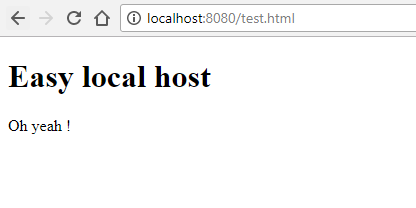 localhost:8080/test.html
Easy local host
Oh yeah !